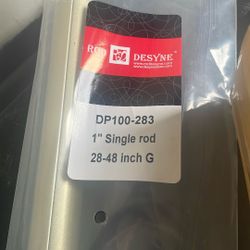 DESYNE
DP100-283
1" Single rod
28-48 inch G